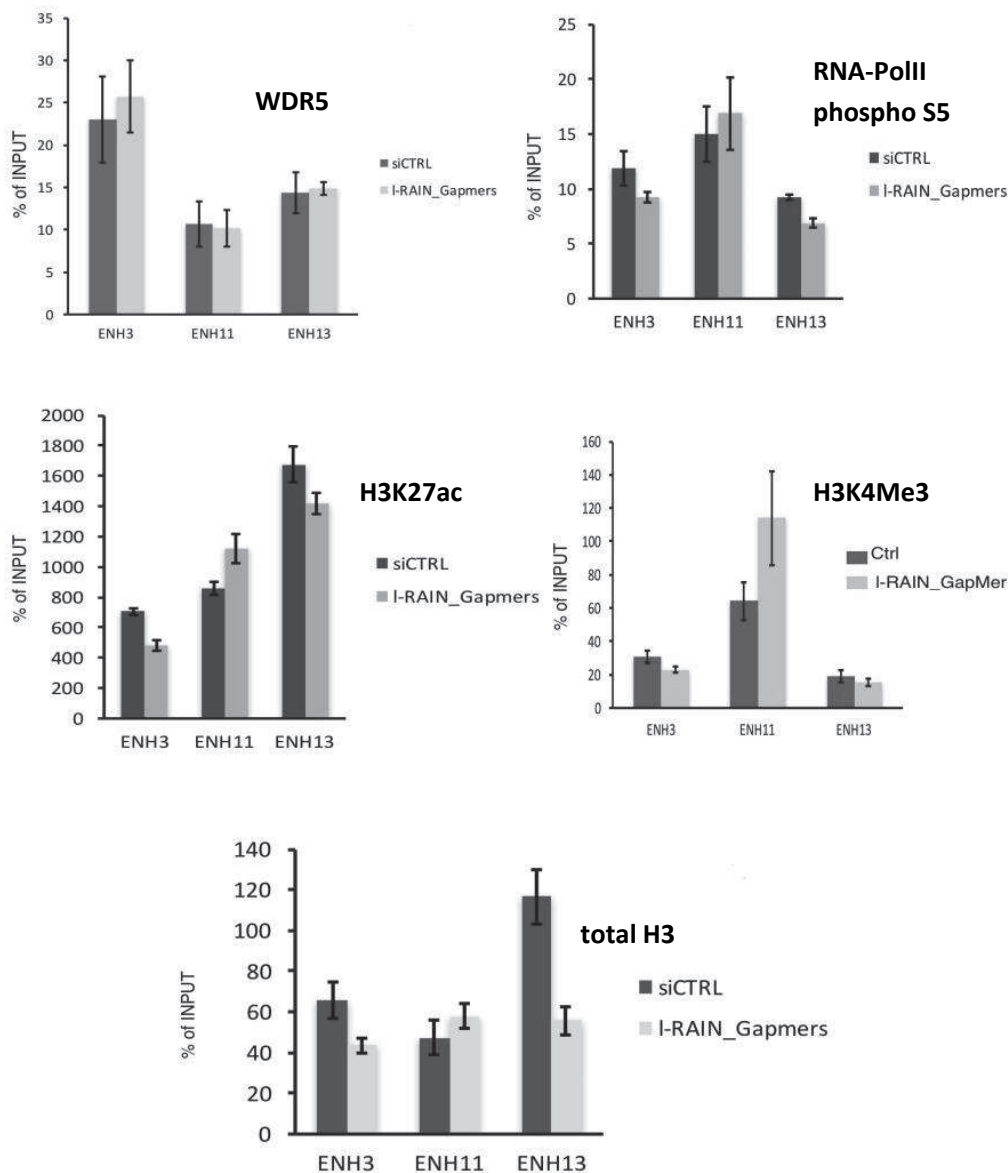 35
30
25
20
15
10
5
0
% of INPUT
WDR5
siCTRL
l-RAIN_Gapmers
ENH3 ENH11 ENH13
25
20
15
10
5
0
% of INPUT
RNA-PolII
phospho S5
siCTRL
l-RAIN_Gapmers
ENH3 ENH11 ENH13
2000
1800
1600
1400
1200
1000
800
600
400
200
0
% of INPUT
H3K27ac
siCTRL
l-RAIN_Gapmers
ENH3 ENH11 ENH13
160
140
120
100
80
60
40
20
0
% of INPUT
H3K4Me3
Ctrl
l-RAIN_GapMer
ENH3 ENH11 ENH13
140
120
100
80
60
40
20
0
% of INPUT
total H3
siCTRL
l-RAIN_Gapmers
ENH3 ENH11 ENH13